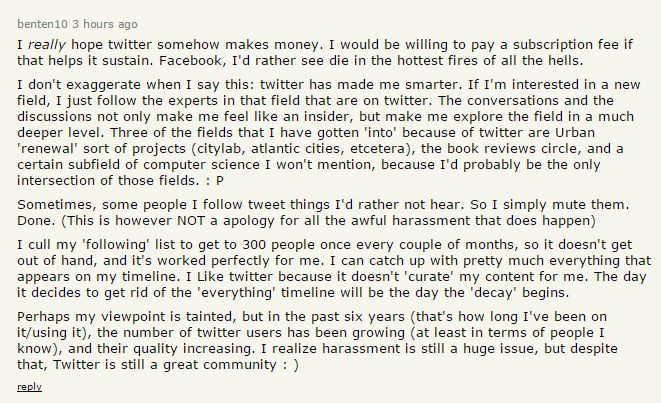 benten10 3 hours ago
I really hope twitter somehow makes money. I would be willing to pay a subscription fee if
that helps it sustain. Facebook, I'd rather see die in the hottest fires of all the hells.
I don't exaggerate when I say this: twitter has made me smarter. If I'm interested in a new
field, I just follow the experts in that field that are on twitter. The conversations and the
discussions not only make me feel like an insider, but make me explore the field in a much
deeper level. Three of the fields that I have gotten 'into' because of twitter are Urban
'renewal' sort of projects (citylab, atlantic cities, etcetera), the book reviews circle, and a
certain subfield of computer science I won't mention, because I'd probably be the only
intersection of those fields. : P
Sometimes, some people I follow tweet things I'd rather not hear. So I simply mute them.
Done. (This is however NOT a apology for all the awful harassment that does happen)
I cull my 'following' list to get to 300 people once every couple of months, so it doesn't get
out of hand, and it's worked perfectly for me. I can catch up with pretty much everything that
appears on my timeline. I Like twitter because it doesn't 'curate' my content for me. The day
it decides to get rid of the 'everything' timeline will be the day the 'decay' begins.
Perhaps my viewpoint is tainted, but in the past six years (that's how long I've been on
it/using it), the number of twitter users has been growing (at least in terms of people I
know), and their quality increasing. I realize harassment is still a huge issue, but despite
that, Twitter is still a great community : )
reply